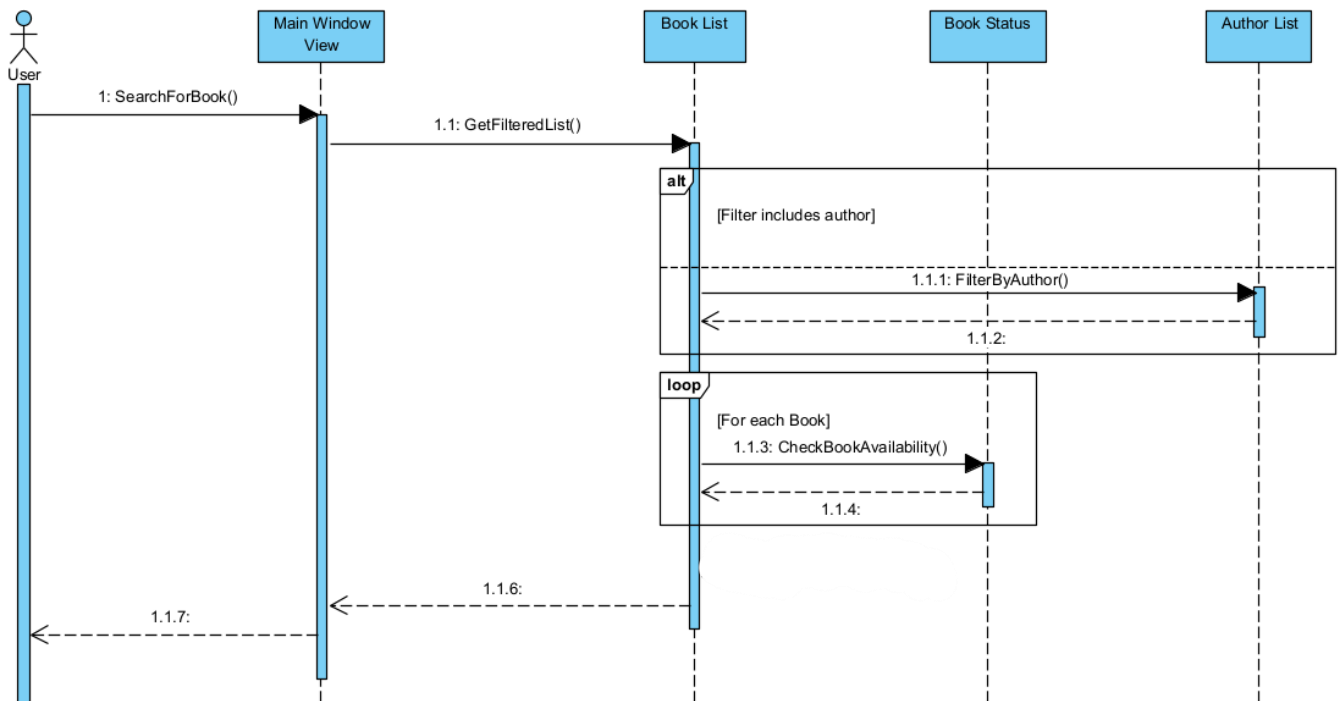 Main Window
View
Book List
Book Status
Author List
User
1: SearchForBook()
1.1: GetFilteredList()
alt
[Filter includes author]
1.1.1: FilterByAuthor()
1.1.2:
loop
[For each Book]
1.1.3: CheckBookAvailability()
1.1.4:
1.1.6:
1.1.7: